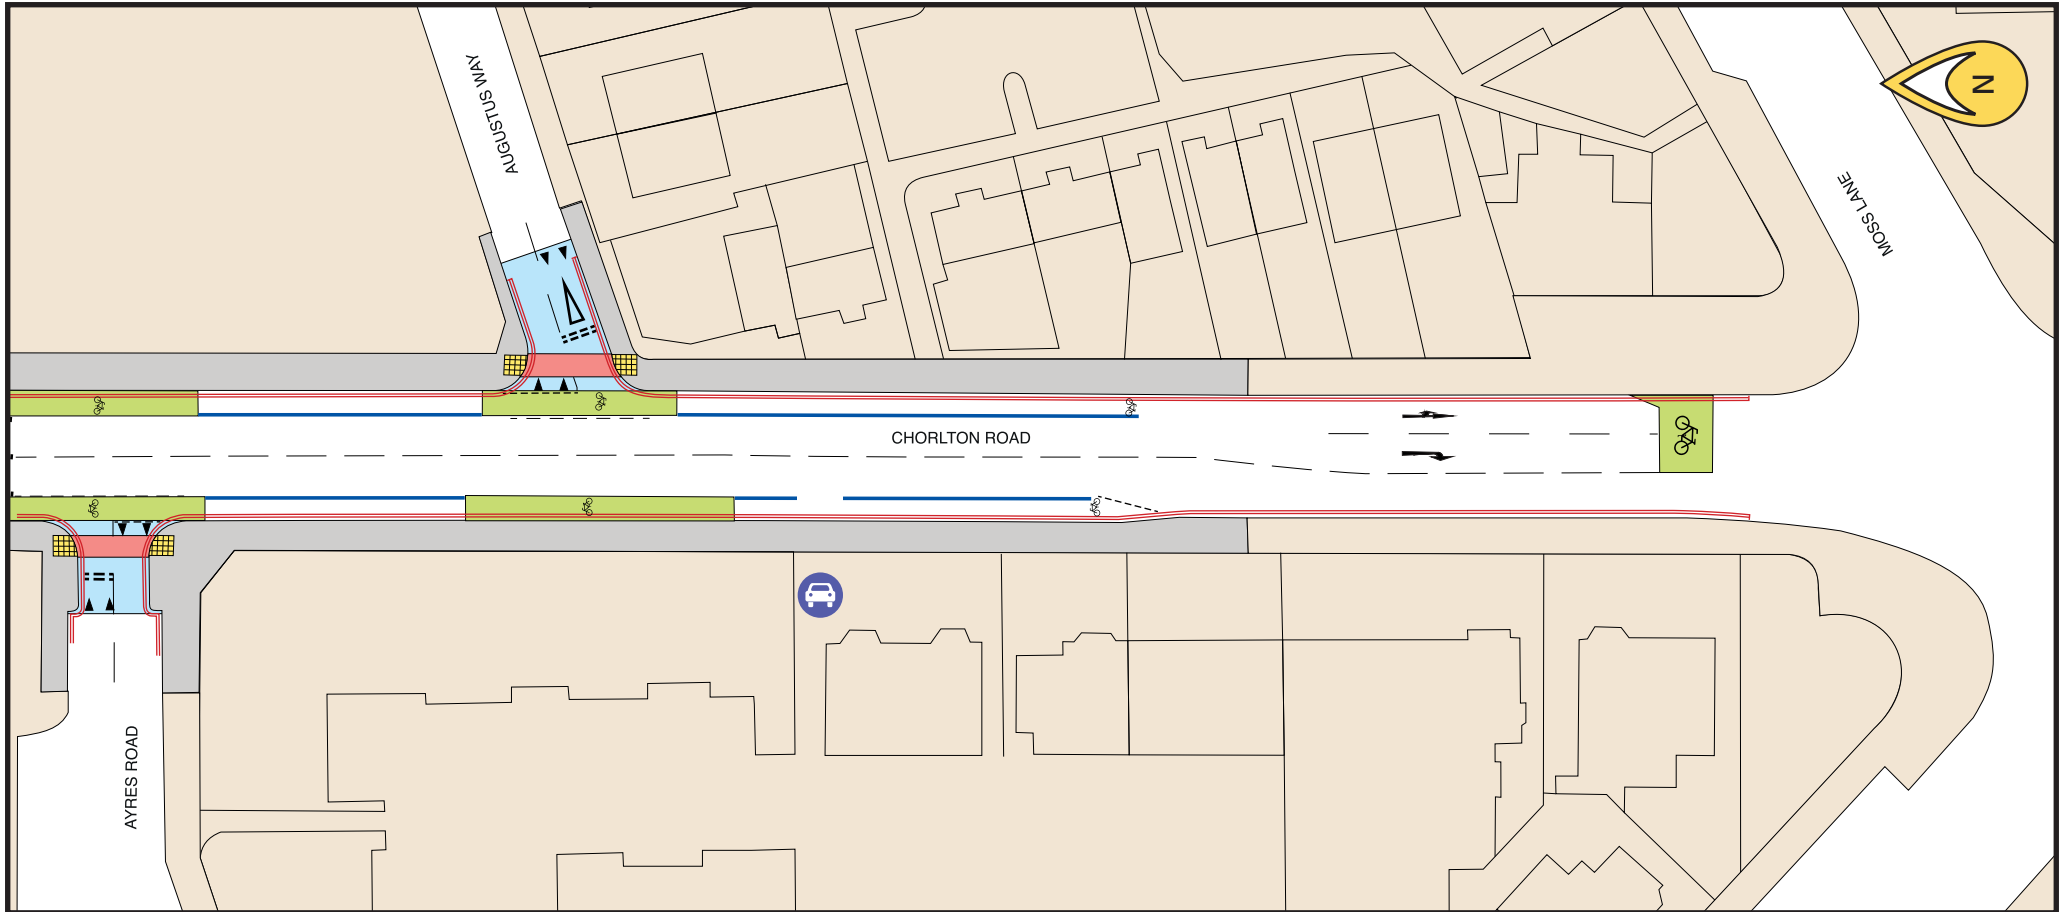 AUGUSTUS WAY
N
MOSS LANE
CHORLTON ROAD
AYRES ROAD